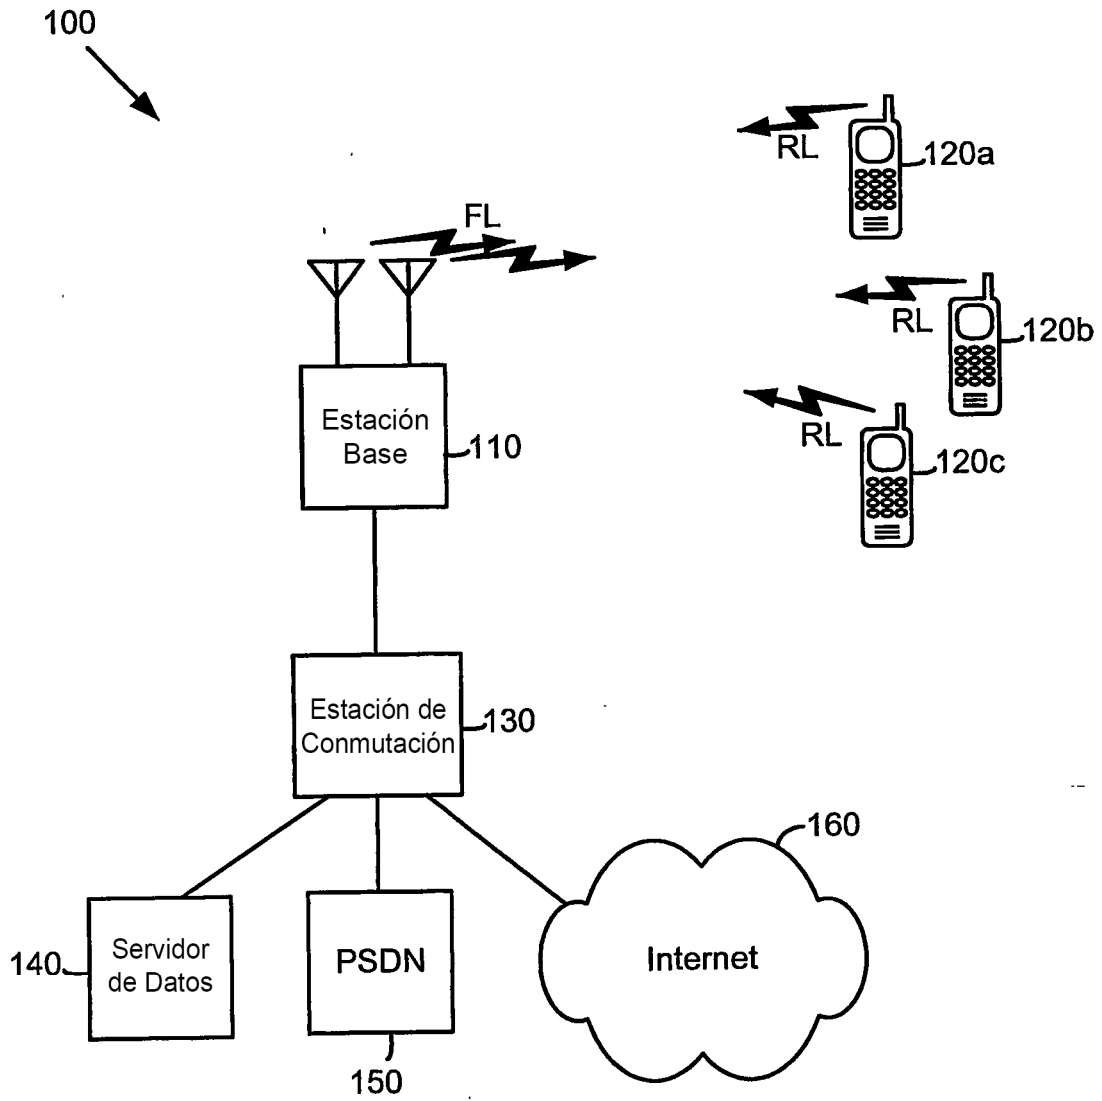 100
RL
120a
FL
RL
120b
Estación
Base
110
RL
120c
Estación de
Conmutación
130
160
140
Servidor
de Datos
PSDN
Internet
150